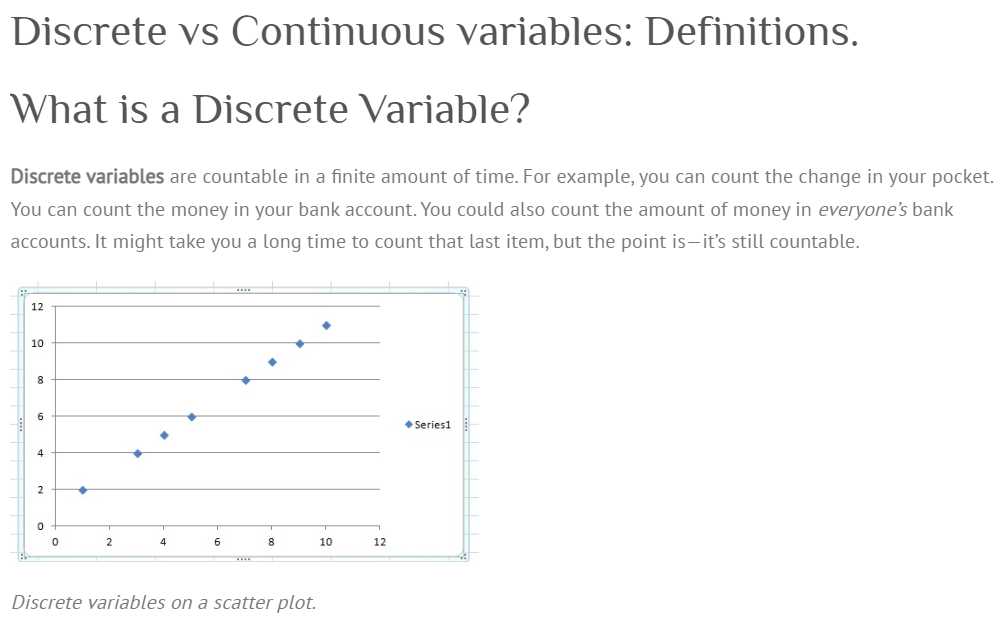 Discrete vs Continuous variables: Definitions.
What is a Discrete Variable?
Discrete variables are countable in a finite amount of time. For example, you can count the change in your pocket.
You can count the money in your bank account. You could also count the amount of money in everyone’s bank
accounts. It might take you a long time to count that last item, but the point is—it’s still countable.
12
10
8
6
4
2
0
Series1
0 2 4 6 8 10 12
Discrete variables on a scatter plot.